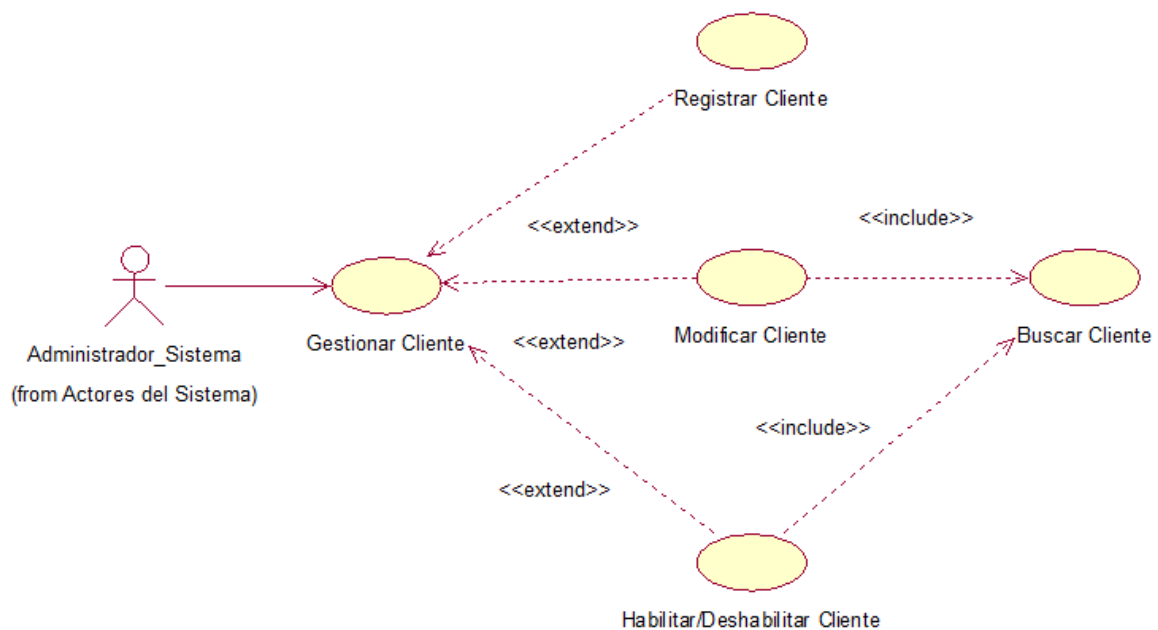 Registrar Cliente
<<extend>>
<<include>>
Gestionar Cliente
<<extend>>
Modificar Cliente
Buscar Cliente
Administrador_Sistema
(from Actores del Sistema)
<<include>>
<<extend>>
Habilitar/Deshabilitar Cliente